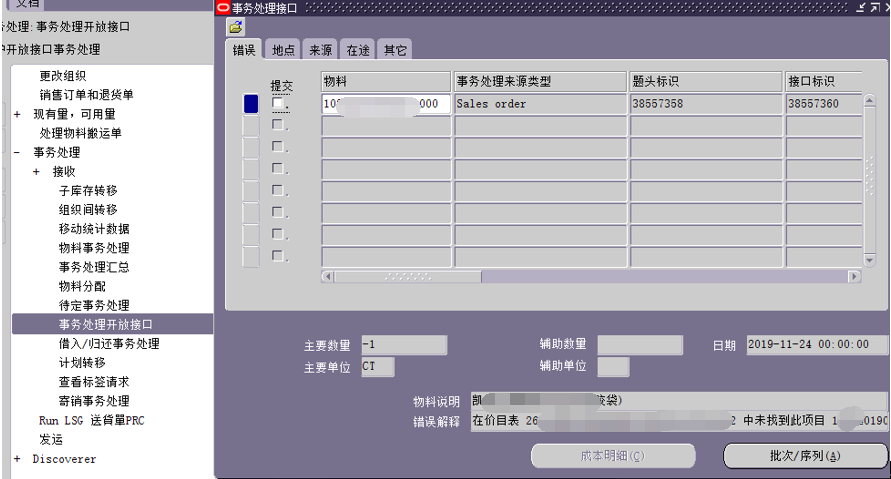 文档
事务处理: 事务处理开放接口
开放接口事务处理
更改组织
销售订单和退货单
+ 现有量，可用量
处理物料搬运单
- 事务处理
+ 接收
子库存转移
组织间转移
移动统计数据
物料事务处理
事务处理汇总
物料分配
待定事务处理
事务处理开放接口
借入/归还事务处理
计划转移
查看标签请求
寄销事务处理
Run LSG 送货量PRC
发运
+ Discoverer
事务处理接口
错误 地点 来源 在途 其它
提交 物料 事务处理来源类型 题头标识 接口标识
10 000 Sales order 38557358 38557360
主要数量 -1 辅助数量 日期 2019-11-24 00:00:00
主要单位 CT 辅助单位
物料说明 凯 袋)
错误解释 在价目表 26 2 中未找到此项目 1 0190
成本明细(C) 批次/序列(A)